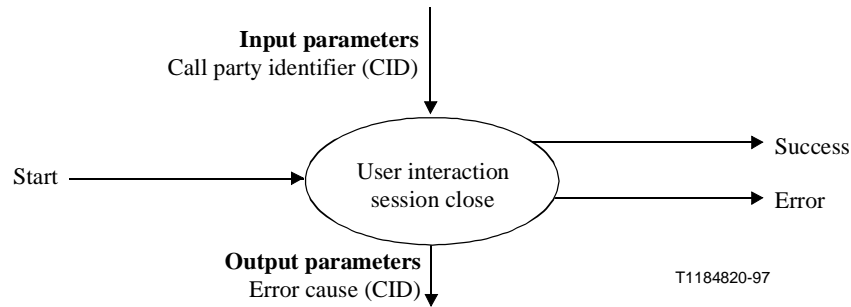 Input parameters
Call party identifier (CID)
Start
User interaction
session close
Success
Error
Output parameters
Error cause (CID)
T1184820-97